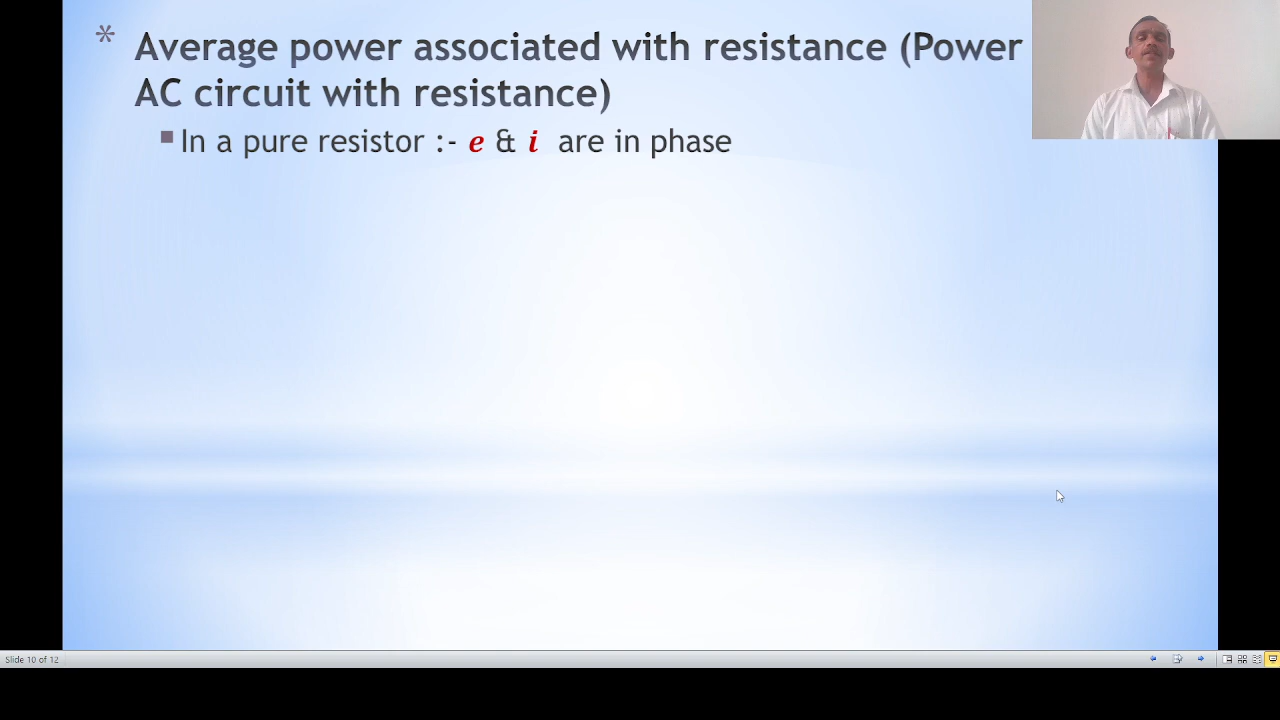 * Average power associated with resistance (Power
AC circuit with resistance)
▪ In a pure resistor :- e & i are in phase
Slide 10 of 12